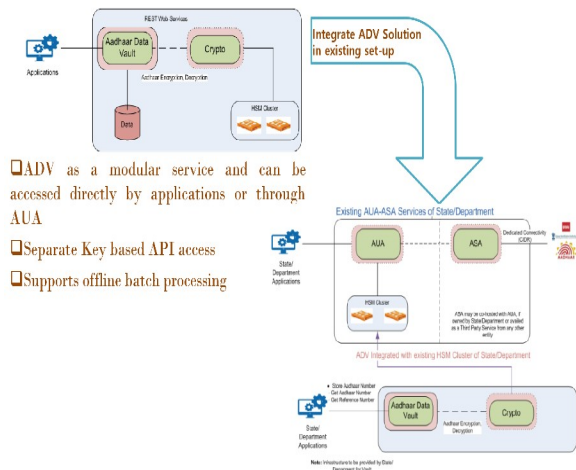 REST Web Services
Aadhaar Data
Vault
Crypto
Applications
Aadhaar Encryption, Decryption
Data
HSM Cluster
Integrate ADV Solution
in existing set-up
❑ADV as a modular service and can be
accessed directly by applications or through
AUA
❑Separate Key based API access
❑Supports offline batch processing
Existing AUA-ASA Services of State/Department
AUA
ASA
Dedicated Connectivity
(CIDR)
AADHAAR
State/
Department
Applications
HSM Cluster
ASA may be co-hosted with AUA, if
owned by State/Department or availed
as a Third Party Service from any other
entity
ADV Integrated with existing HSM Cluster of State/Department
• Store Aadhaar Number
Get Aadhaar Number
Get Reference Number
Aadhaar Data
Vault
Crypto
Aadhaar Encryption,
Decryption
State/
Department
Applications
Note: Infrastructure to be provided by State/
Department for Vault